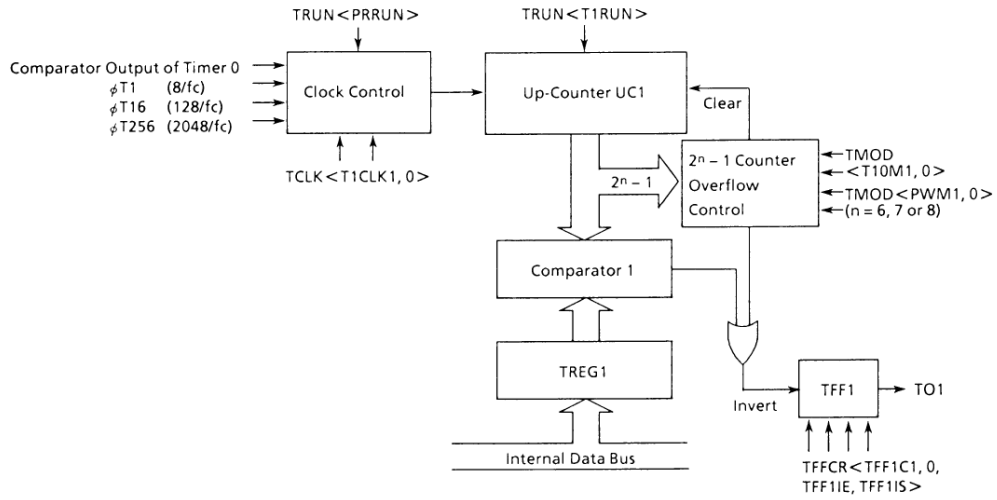 TRUN<PRRUN>
TRUN<T1RUN>
Comparator Output of Timer 0
ϕT1 (8/fc)
ϕT16 (128/fc)
ϕT256 (2048/fc)
Clock Control
Up-Counter UC1
Clear
TCLK<T1CLK1, 0>
2ⁿ – 1
2ⁿ – 1 Counter
Overflow
Control
TMOD
<T10M1, 0>
TMOD<PWM1, 0>
(n = 6, 7 or 8)
Comparator 1
TREG1
Invert
TFF1
TO1
Internal Data Bus
TFFCR<TFF1C1, 0,
TFF1IE, TFF1IS>